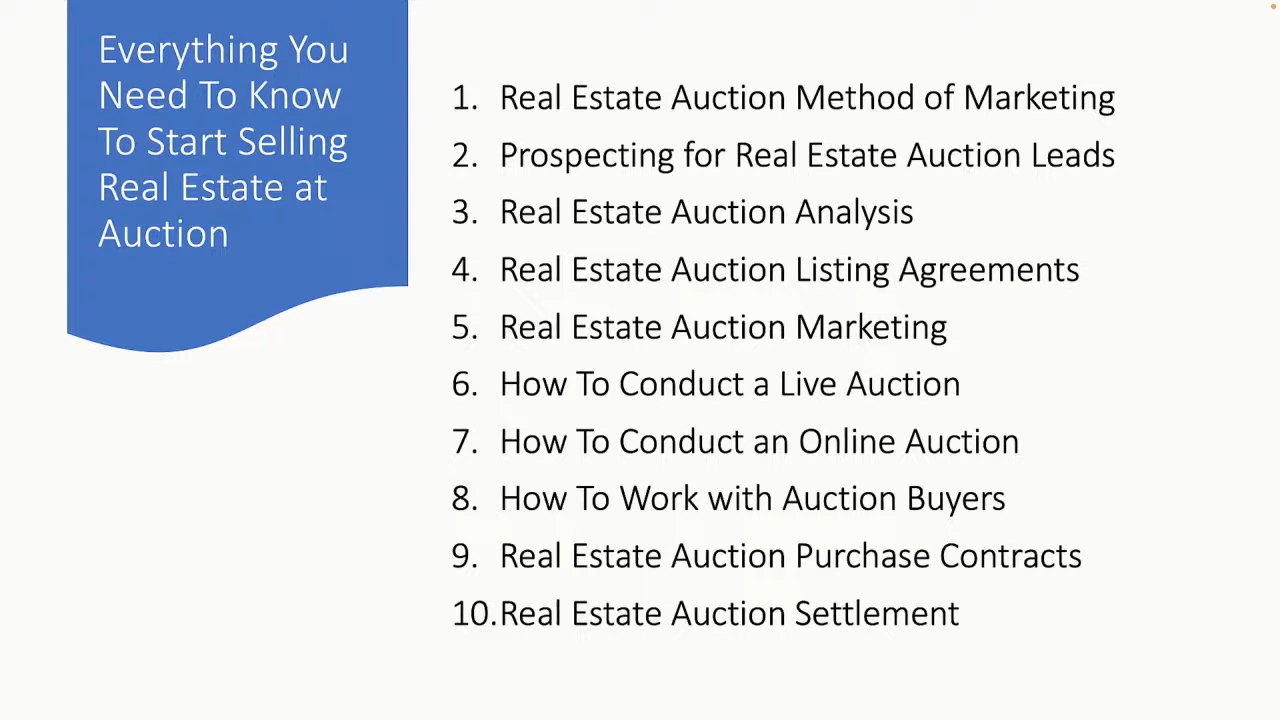 Everything You
Need To Know
To Start Selling
Real Estate at
Auction
1. Real Estate Auction Method of Marketing
2. Prospecting for Real Estate Auction Leads
3. Real Estate Auction Analysis
4. Real Estate Auction Listing Agreements
5. Real Estate Auction Marketing
6. How To Conduct a Live Auction
7. How To Conduct an Online Auction
8. How To Work with Auction Buyers
9. Real Estate Auction Purchase Contracts
10. Real Estate Auction Settlement